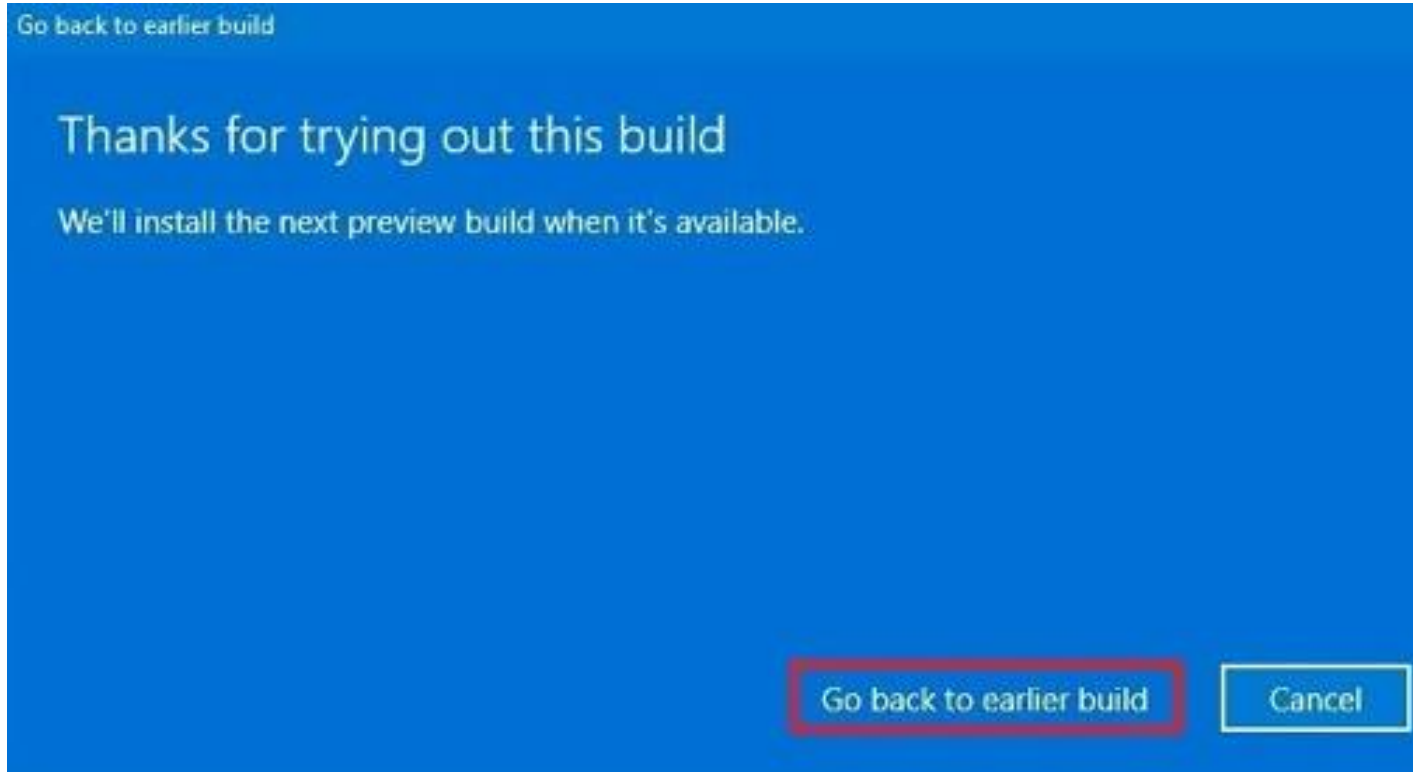 Go back to earlier build
Thanks for trying out this build
We'll install the next preview build when it's available.
Go back to earlier build
Cancel